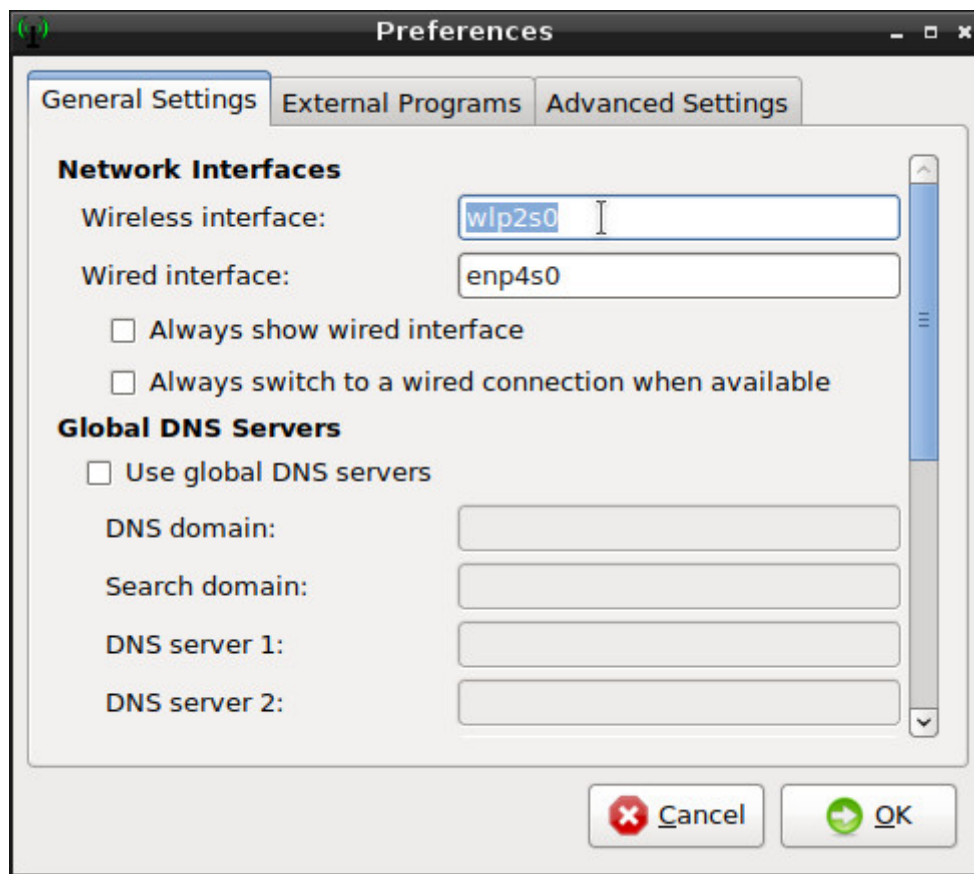 Preferences
General Settings External Programs Advanced Settings
Network Interfaces
Wireless interface: wlp2s0
Wired interface: enp4s0
Always show wired interface
Always switch to a wired connection when available
Global DNS Servers
Use global DNS servers
DNS domain:
Search domain:
DNS server 1:
DNS server 2:
Cancel OK